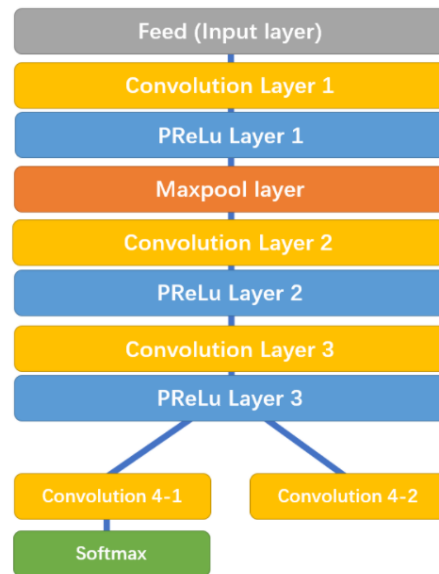 Feed (Input layer)
Convolution Layer 1
PReLu Layer 1
Maxpool layer
Convolution Layer 2
PReLu Layer 2
Convolution Layer 3
PReLu Layer 3
Convolution 4-1
Convolution 4-2
Softmax